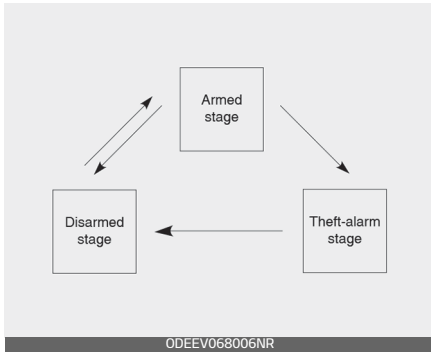 Armed
stage
Disarmed
stage
Theft-alarm
stage
ODEEV068006NR